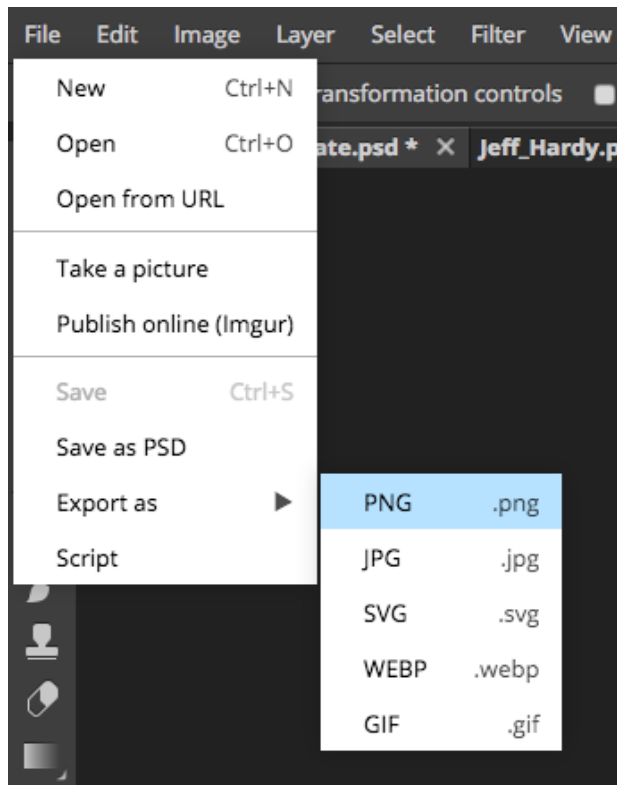 File Edit Image Layer Select Filter View
New Ctrl+N
ransformation controls
Open Ctrl+O
ate.psd * × Jeff_Hardy.p
Open from URL
Take a picture
Publish online (Imgur)
Save Ctrl+S
Save as PSD
Export as ▶
PNG .png
Script
JPG .jpg
SVG .svg
WEBP .webp
GIF .gif